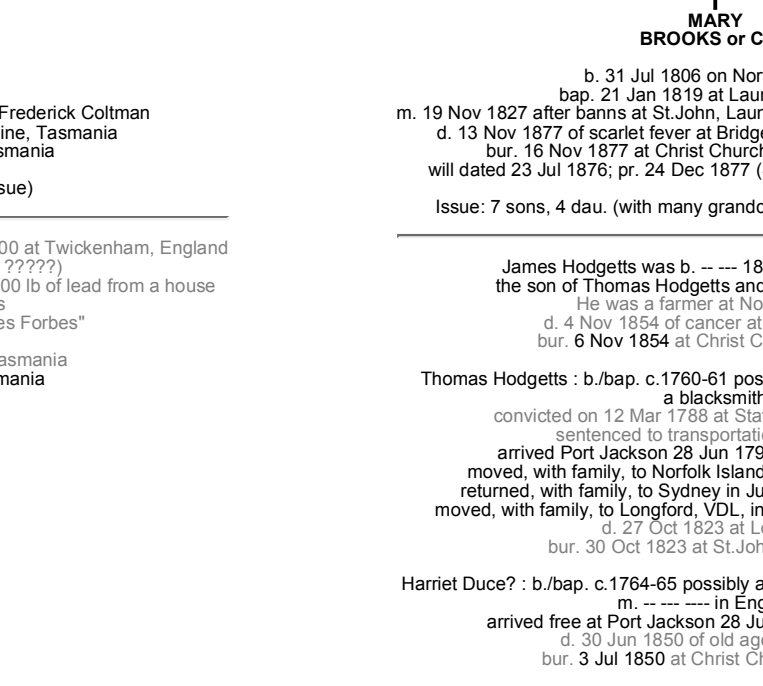 Frederick Coltman
ine, Tasmania
smania
sue)
00 at Twickenham, England
?????)
00 lb of lead from a house
s
es Forbes"
asmania
mania
MARY
BROOKS or C
b. 31 Jul 1806 on Nor
bap. 21 Jan 1819 at Laun
m. 19 Nov 1827 after banns at St.John, Laun
d. 13 Nov 1877 of scarlet fever at Bridge
bur. 16 Nov 1877 at Christ Church
will dated 23 Jul 1876; pr. 24 Dec 1877 (
Issue: 7 sons, 4 dau. (with many grandc
James Hodgetts was b. -- --- 18
the son of Thomas Hodgetts and
He was a farmer at No
d. 4 Nov 1854 of cancer at
bur. 6 Nov 1854 at Christ C
Thomas Hodgetts : b./bap. c.1760-61 pos
a blacksmith
convicted on 12 Mar 1788 at Sta
sentenced to transportati
arrived Port Jackson 28 Jun 179
moved, with family, to Norfolk Island
returned, with family, to Sydney in Ju
moved, with family, to Longford, VDL, in
d. 27 Oct 1823 at Lo
bur. 30 Oct 1823 at St.Joh
Harriet Duce? : b./bap. c.1764-65 possibly a
m. -- --- ---- in Eng
arrived free at Port Jackson 28 Ju
d. 30 Jun 1850 of old age
bur. 3 Jul 1850 at Christ Ch